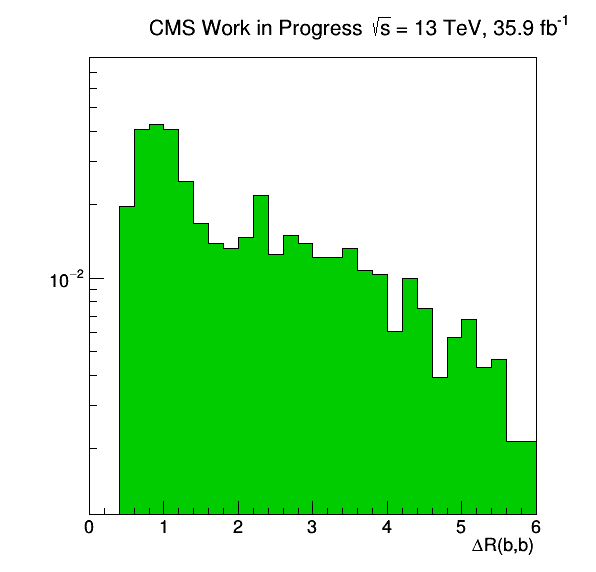 CMS Work in Progress √s = 13 TeV, 35.9 fb⁻¹
10⁻²
0 1 2 3 4 5 6
ΔR(b,b)